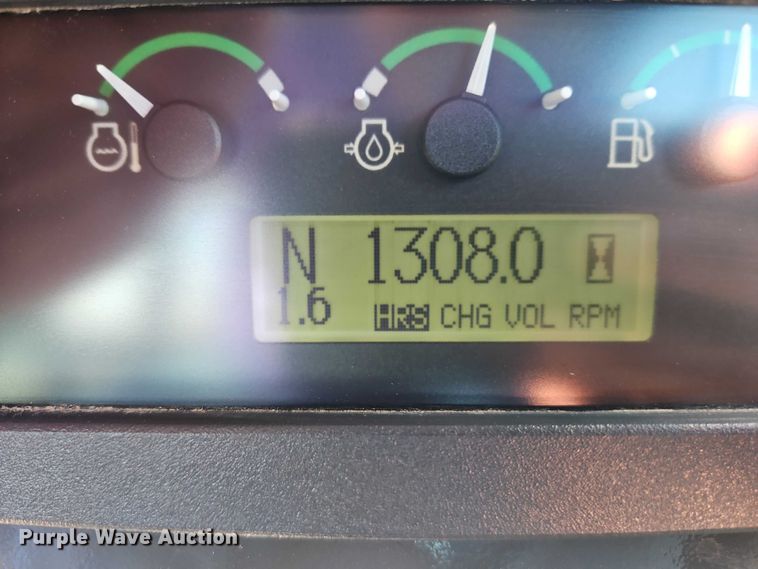 N 1308.0
1.6 HRS CHG VOL RPM
Purple Wave Auction